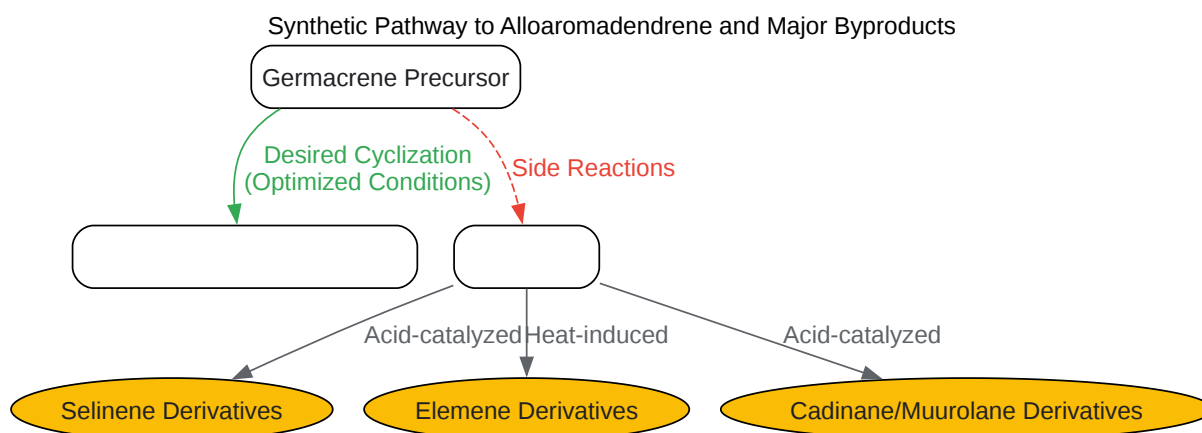 Synthetic Pathway to Alloaromadendrene and Major Byproducts
Germacrene Precursor
Desired Cyclization
(Optimized Conditions)
Side Reactions
Acid-catalyzed
Heat-induced
Acid-catalyzed
Selinene Derivatives
Elemene Derivatives
Cadinane/Muurolane Derivatives